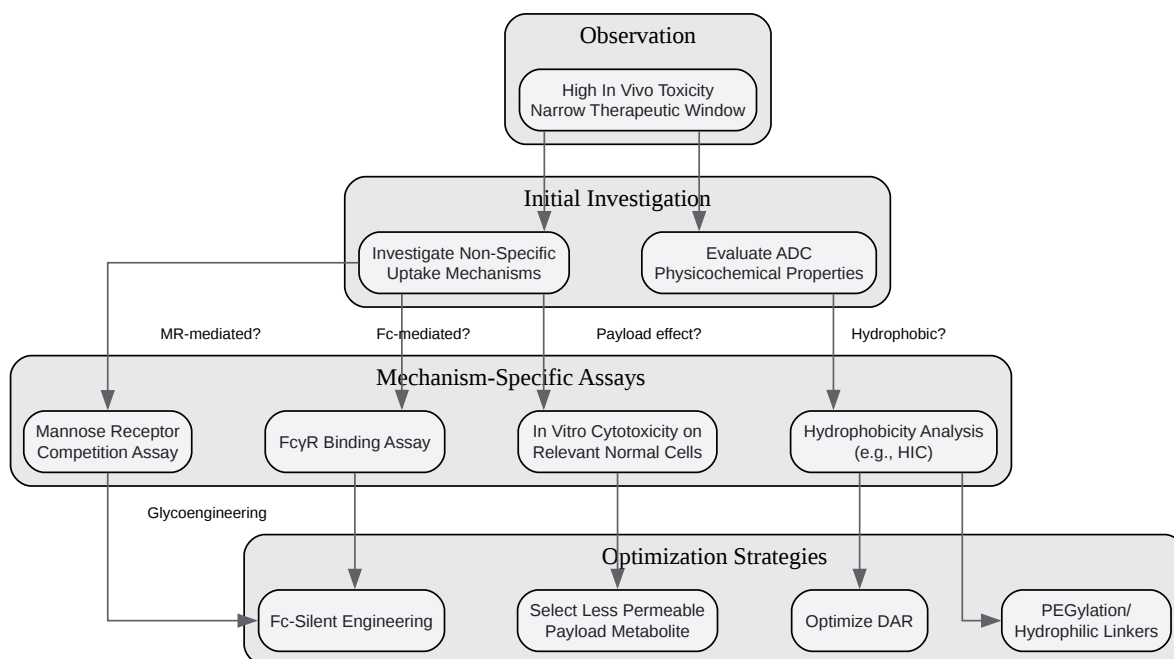 Observation
High In Vivo Toxicity
Narrow Therapeutic Window
Initial Investigation
Investigate Non-Specific
Uptake Mechanisms
Evaluate ADC
Physicochemical Properties
MR-mediated?
Fc-mediated?
Payload effect?
Hydrophobic?
Mechanism-Specific Assays
Mannose Receptor
Competition Assay
FcγR Binding Assay
In Vitro Cytotoxicity on
Relevant Normal Cells
Hydrophobicity Analysis
(e.g., HIC)
Glycoengineering
Optimization Strategies
Fc-Silent Engineering
Select Less Permeable
Payload Metabolite
Optimize DAR
PEGylation/
Hydrophilic Linkers